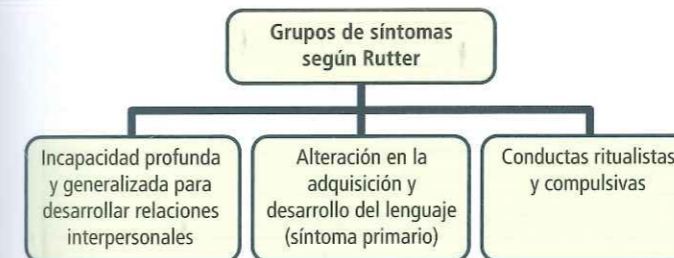 Grupos de síntomas
según Rutter
Incapacidad profunda
y generalizada para
desarrollar relaciones
interpersonales
Alteración en la
adquisición y
desarrollo del lenguaje
(síntoma primario)
Conductas ritualistas
y compulsivas